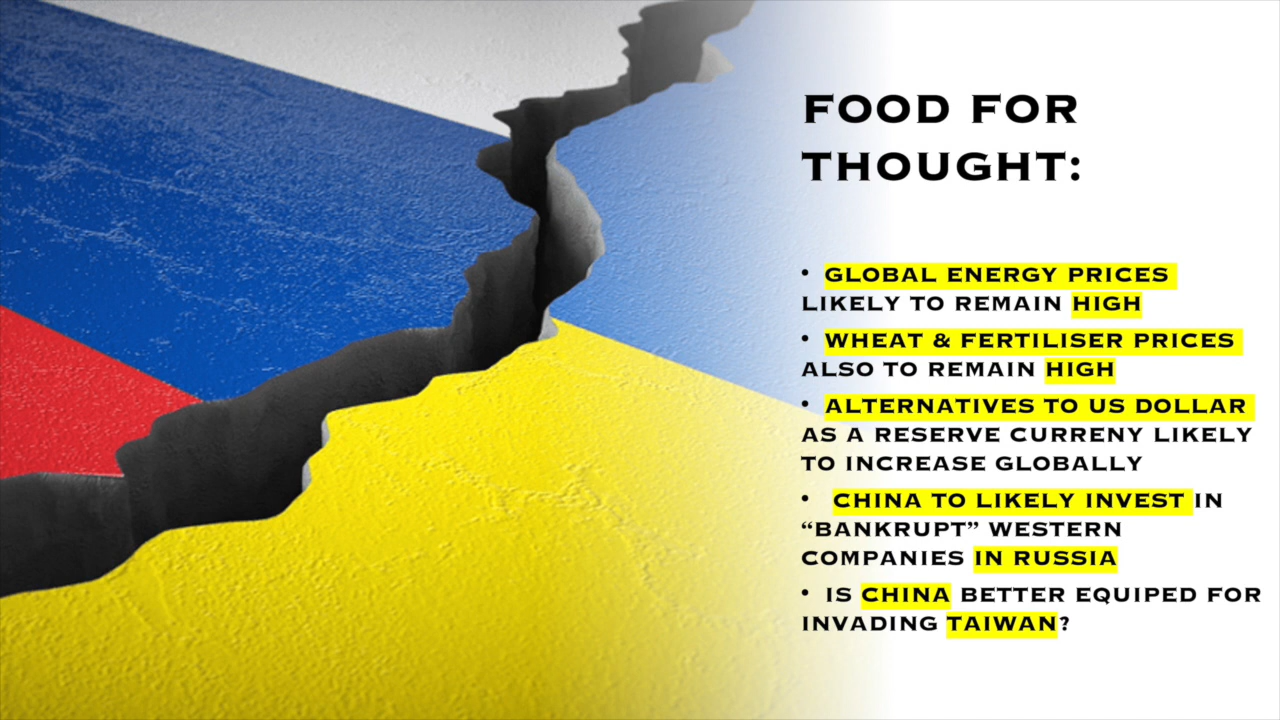 FOOD FOR
THOUGHT:
• GLOBAL ENERGY PRICES
LIKELY TO REMAIN HIGH
• WHEAT & FERTILISER PRICES
ALSO TO REMAIN HIGH
• ALTERNATIVES TO US DOLLAR
AS A RESERVE CURRENY LIKELY
TO INCREASE GLOBALLY
• CHINA TO LIKELY INVEST IN
“BANKRUPT” WESTERN
COMPANIES IN RUSSIA
• IS CHINA BETTER EQUIPED FOR
INVADING TAIWAN?